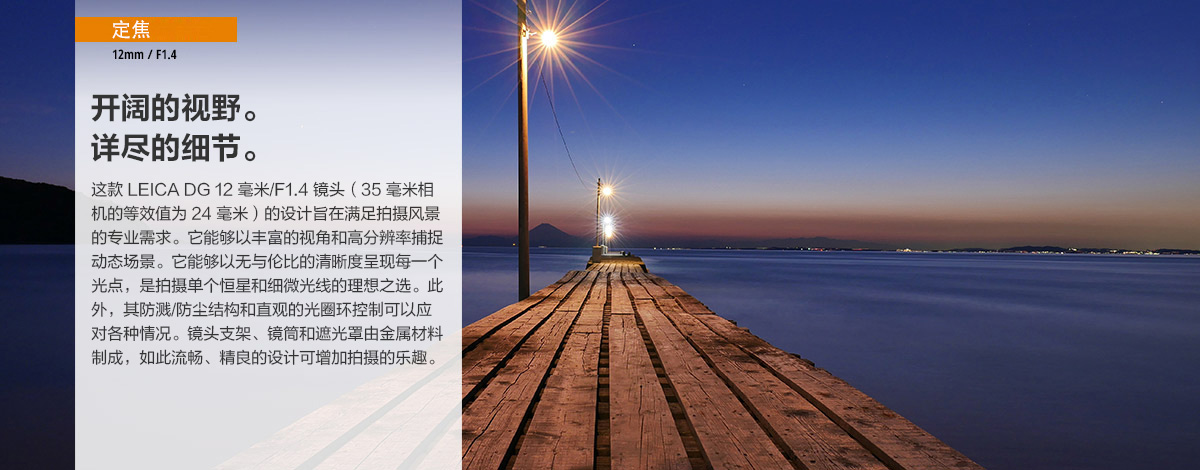 定焦
12mm / F1.4
开阔的视野。
详尽的细节。
这款 LEICA DG 12 毫米/F1.4 镜头（35 毫米相
机的等效值为 24 毫米）的设计旨在满足拍摄风景
的专业需求。它能够以丰富的视角和高分辨率捕捉
动态场景。它能够以无与伦比的清晰度呈现每一个
光点，是拍摄单个恒星和细微光线的理想之选。此
外，其防溅/防尘结构和直观的光圈环控制可以应
对各种情况。镜头支架、镜筒和遮光罩由金属材料
制成，如此流畅、精良的设计可增加拍摄的乐趣。